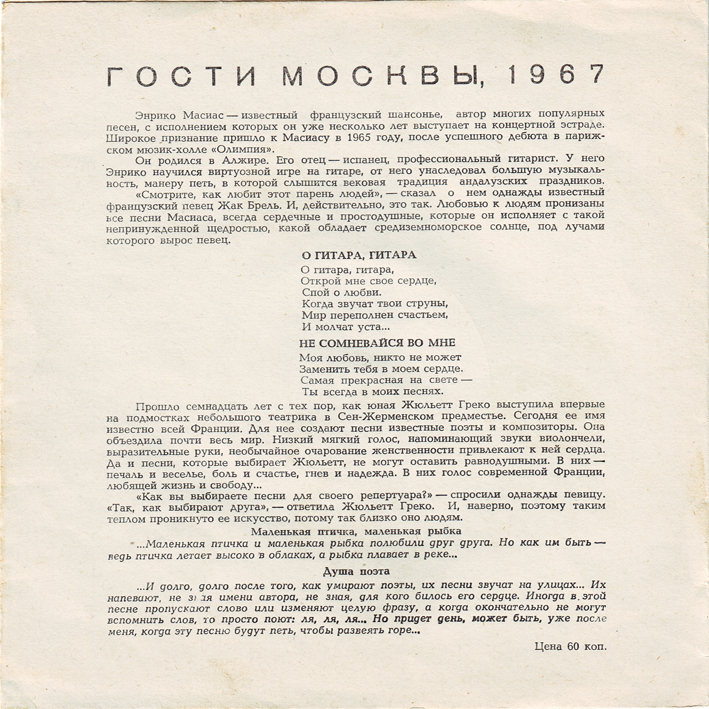 ГОСТИ МОСКВЫ, 1967
Энрико Масиас — известный французский шансонье, автор многих популярных
песен, с исполнением которых он уже несколько лет выступает на концертной эстраде.
Широкое признание пришло к Масиасу в 1965 году, после успешного дебюта в париж-
ском мюзик-холле «Олимпия».
Он родился в Алжире. Его отец — испанец, профессиональный гитарист. У него
Энрико научился виртуозной игре на гитаре, от него унаследовал большую музыкаль-
ность, манеру петь, в которой слышится вековая традиция андалузских праздников.
«Смотрите, как любит этот парень людей», — сказал о нем однажды известный
французский певец Жак Брель. И, действительно, это так. Любовью к людям пронизаны
все песни Масиаса, всегда сердечные и простодушные, которые он исполняет с такой
непринужденной щедростью, какой обладает средиземноморское солнце, под лучами
которого вырос певец.
О ГИТАРА, ГИТАРА
О гитара, гитара,
Открой мне свое сердце,
Спой о любви.
Когда звучат твои струны,
Мир переполнен счастьем,
И молчат уста...
НЕ СОМНЕВАЙСЯ ВО МНЕ
Моя любовь, никто не может
Заменить тебя в моем сердце.
Самая прекрасная на свете —
Ты всегда в моих песнях.
Прошло семнадцать лет с тех пор, как юная Жюльетт Греко выступила впервые
на подмостках небольшого театрика в Сен-Жерменском предместье. Сегодня ее имя
известно всей Франции. Для нее создают песни известные поэты и композиторы. Она
объездила почти весь мир. Низкий мягкий голос, напоминающий звуки виолончели,
выразительные руки, необычайное очарование женственности привлекают к ней сердца.
Да и песни, которые выбирает Жюльетт, не могут оставить равнодушными. В них —
печаль и веселье, боль и счастье, гнев и надежда. В них голос современной Франции,
любящей жизнь и свободу...
«Как вы выбираете песни для своего репертуара?» — спросили однажды певицу.
«Так, как выбирают друга», — ответила Жюльетт Греко. И, наверно, поэтому таким
теплом проникнуто ее искусство, потому так близко оно людям.
Маленькая птичка, маленькая рыбка
...Маленькая птичка и маленькая рыбка полюбили друг друга. Но как им быть —
ведь птичка летает высоко в облаках, а рыбка плавает в реке...
Душа поэта
...И долго, долго после того, как умирают поэты, их песни звучат на улицах... Их
напевают, не зная имени автора, не зная, для кого билось его сердце. Иногда в этой
песне пропускают слово или изменяют целую фразу, а когда окончательно не могут
вспомнить слов, то просто поют: ля, ля, ля... Но придет день, может быть, уже после
меня, когда эту песню будут петь, чтобы развеять горе...
Цена 60 коп.